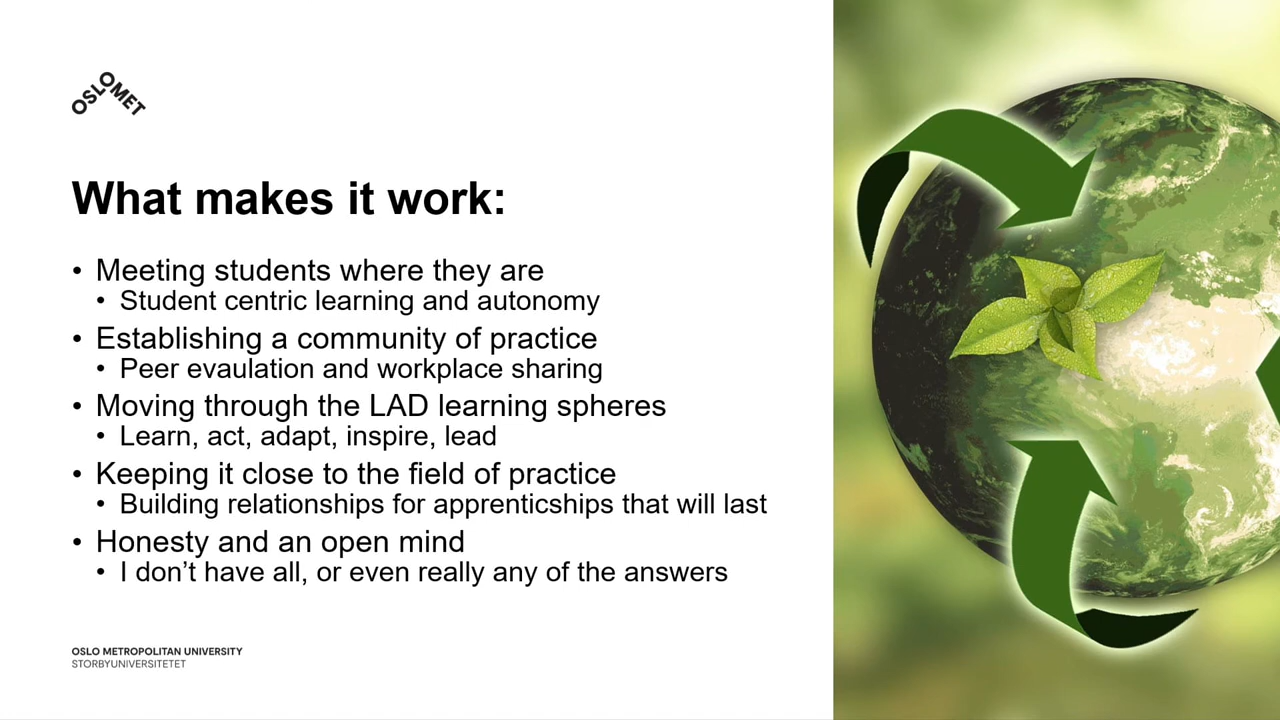 OSLOMET
What makes it work:
• Meeting students where they are
• Student centric learning and autonomy
• Establishing a community of practice
• Peer evaulation and workplace sharing
• Moving through the LAD learning spheres
• Learn, act, adapt, inspire, lead
• Keeping it close to the field of practice
• Building relationships for apprenticships that will last
• Honesty and an open mind
• I don’t have all, or even really any of the answers
OSLO METROPOLITAN UNIVERSITY
STORBYUNIVERSITETET